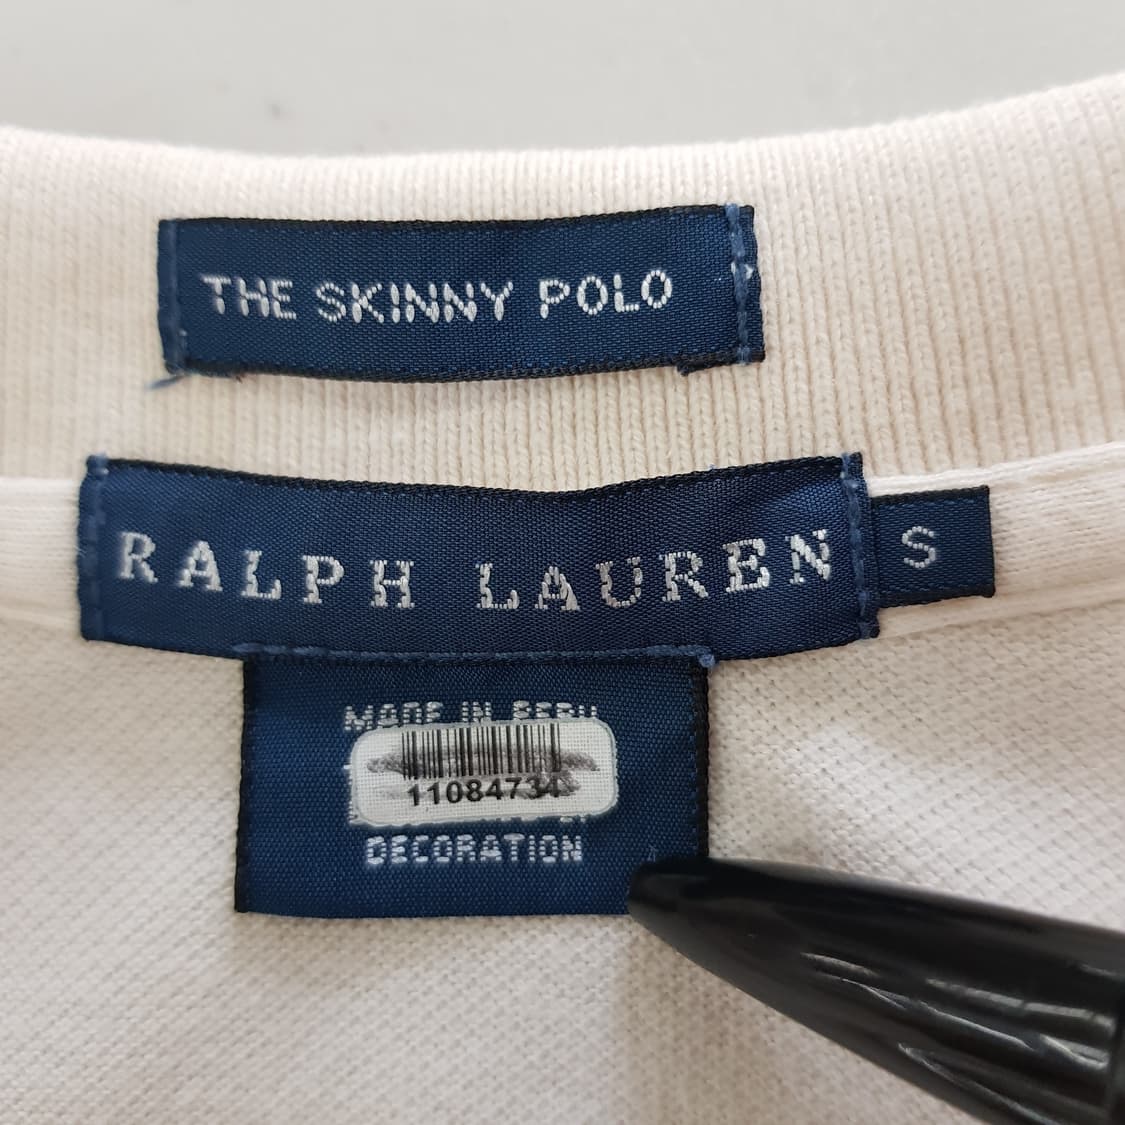 THE SKINNY POLO
RALPH LAUREN
S
MADE IN PERU
11084734
DECORATION